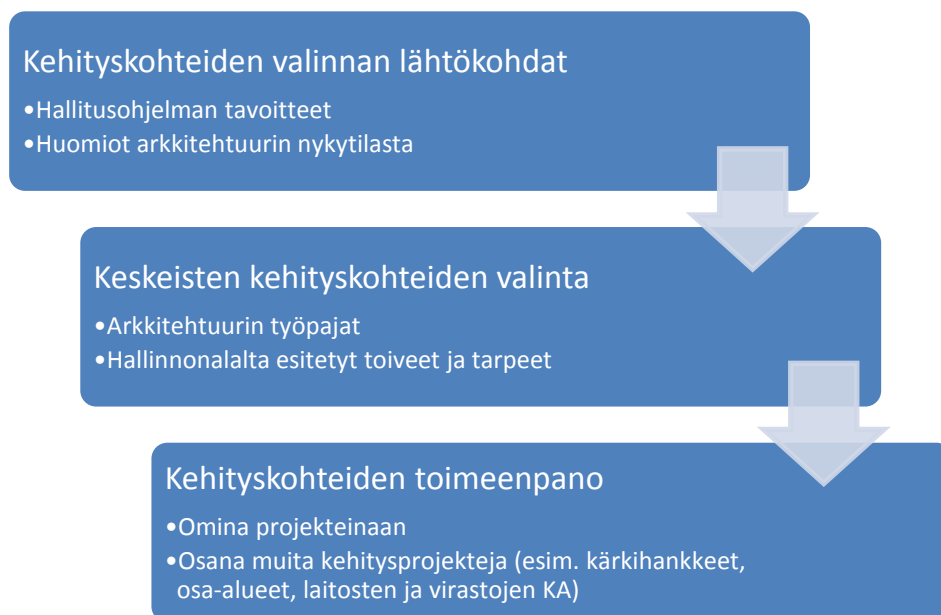 Kehityskohteiden valinnan lähtökohdat
•Hallitusohjelman tavoitteet
•Huomiot arkkitehtuurin nykytilasta
Keskeisten kehityskohteiden valinta
•Arkkitehtuurin työpajat
•Hallinnonalalta esitetyt toiveet ja tarpeet
Kehityskohteiden toimeenpano
•Omina projekteinaan
•Osana muita kehitysprojekteja (esim. kärkihankkeet,
osa-alueet, laitosten ja virastojen KA)